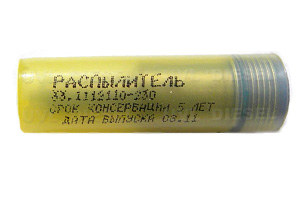 РАСПЫЛИТЕЛЬ
33.1112110-230
СРОК КОНСЕРВАЦИИ 5 ЛЕТ
ДАТА ВЫПУСКА 08.11